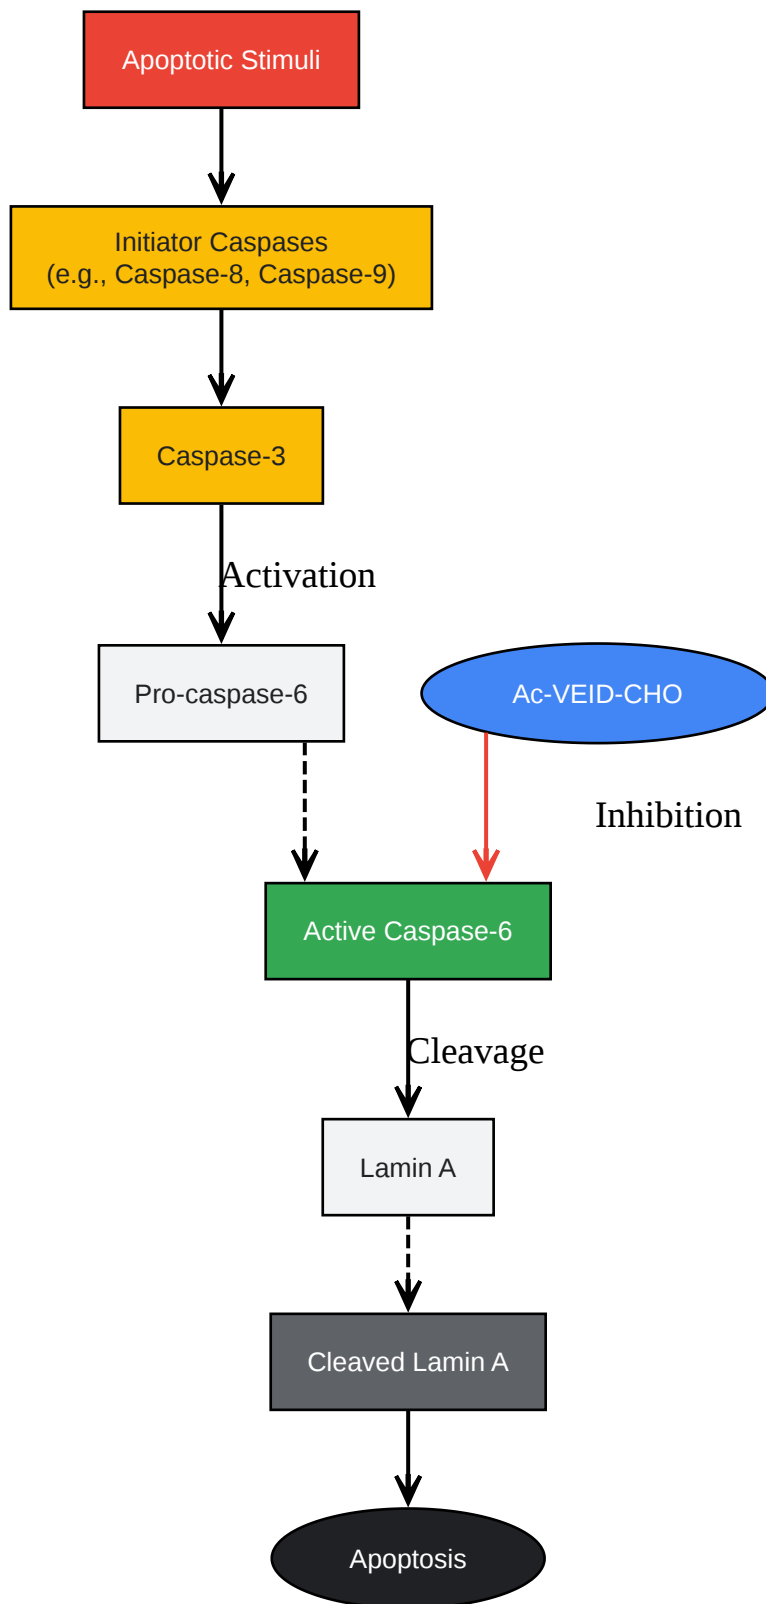 Apoptotic Stimuli
Initiator Caspases
(e.g., Caspase-8, Caspase-9)
Caspase-3
Activation
Pro-caspase-6
Ac-VEID-CHO
Inhibition
Active Caspase-6
Cleavage
Lamin A
Cleaved Lamin A
Apoptosis